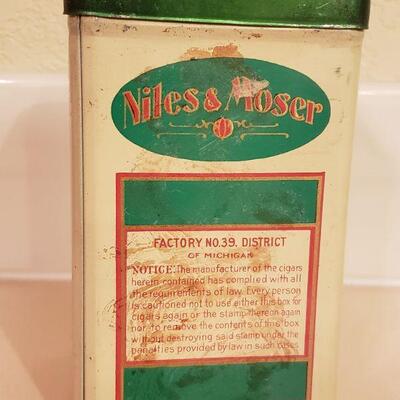 Niles & Moser
FACTORY NO.39. DISTRICT
OF MICHIGAN
NOTICE. The manufacturer of the cigars
herein contained has complied with all
the requirements of law. Every person
is cautioned not to use either this box for
cigars again or the stamp thereon again
nor to remove the contents of this box
without destroying said stamp under the
penalties provided by law in such cases